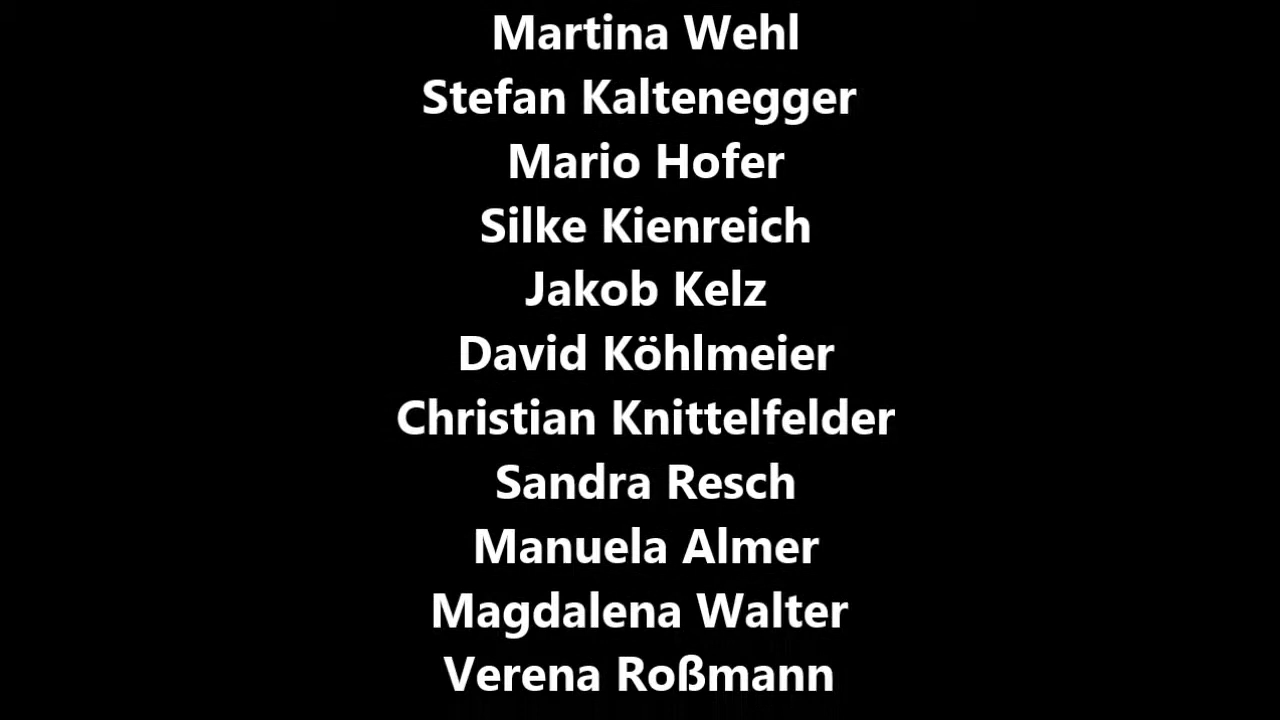 Martina Wehl
Stefan Kaltenegger
Mario Hofer
Silke Kienreich
Jakob Kelz
David Köhlmeier
Christian Knittelfelder
Sandra Resch
Manuela Almer
Magdalena Walter
Verena Roßmann